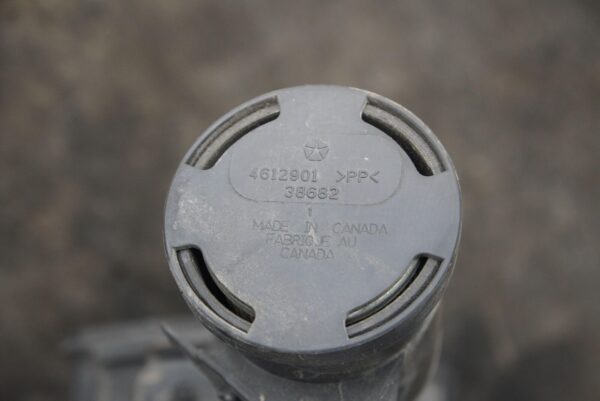 4612901 >PP<
38682
1
MADE IN CANADA
FABRIQUE AU
CANADA